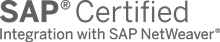 SAP® Certified
Integration with SAP NetWeaver®